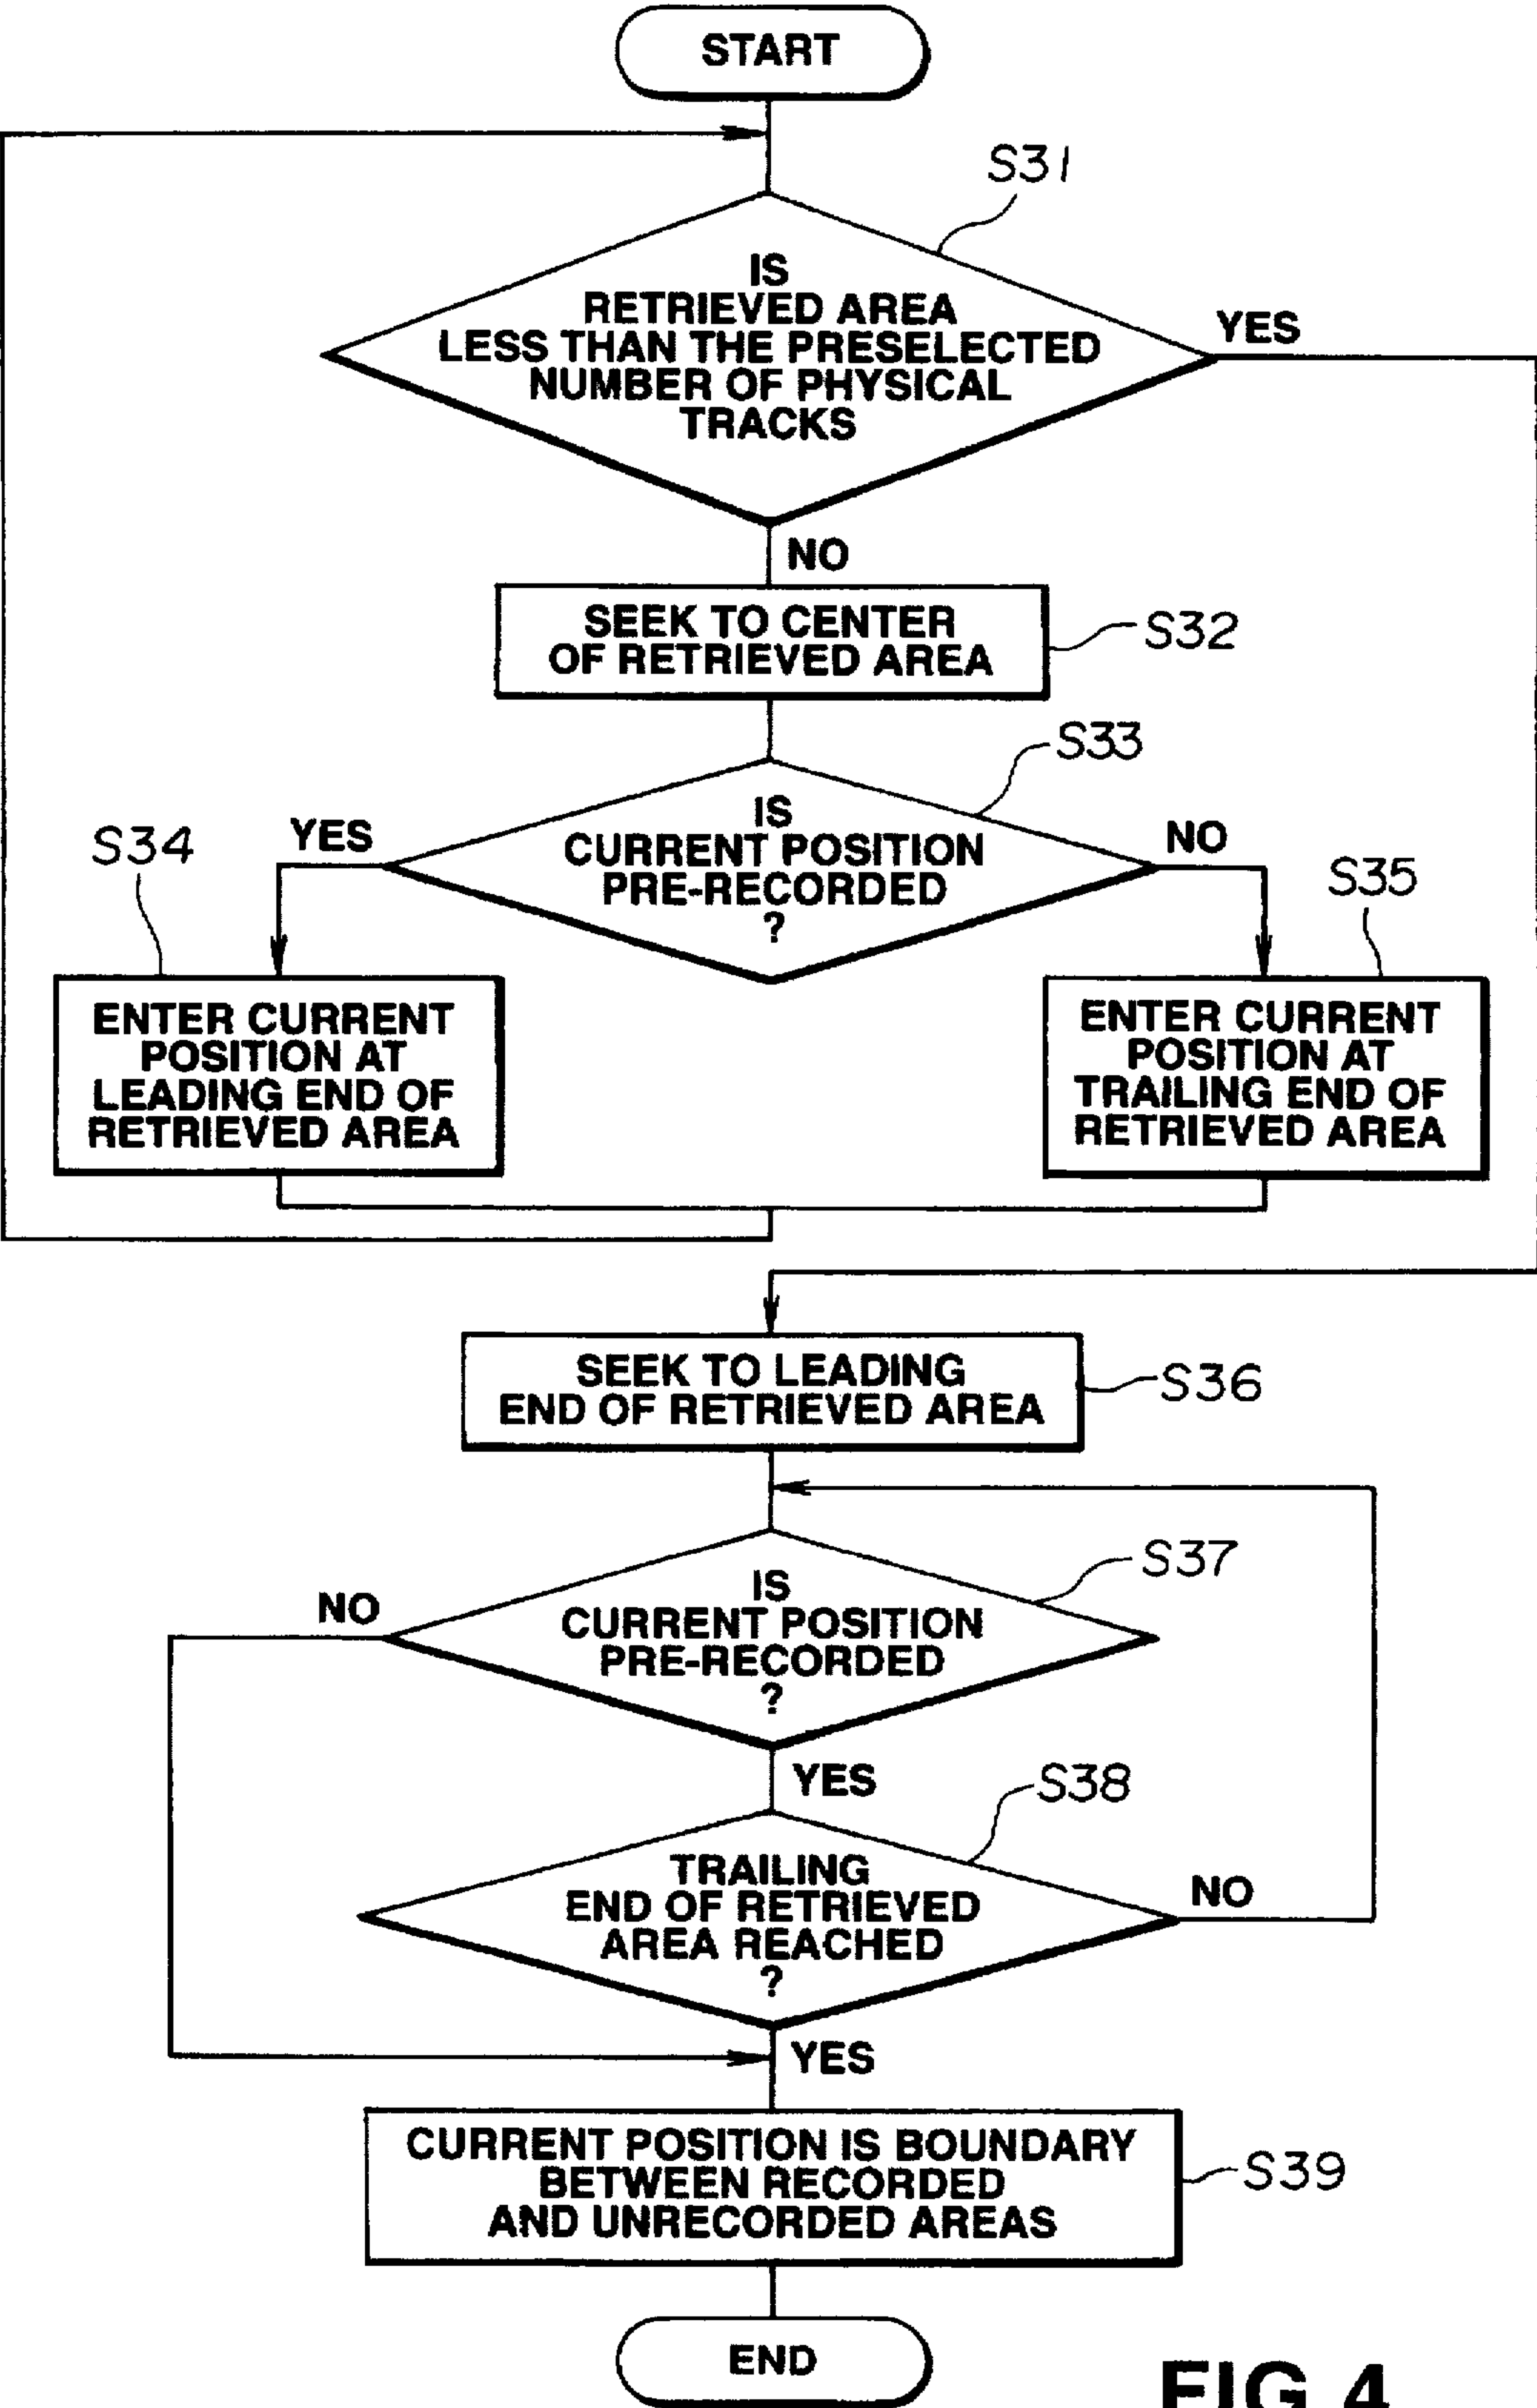 START
S31
IS
RETRIEVED AREA
LESS THAN THE PRESELECTED
NUMBER OF PHYSICAL
TRACKS
YES
NO
SEEK TO CENTER
OF RETRIEVED AREA
S32
S33
IS
CURRENT POSITION
PRE-RECORDED
?
YES
NO
S34
S35
ENTER CURRENT
POSITION AT
LEADING END OF
RETRIEVED AREA
ENTER CURRENT
POSITION AT
TRAILING END OF
RETRIEVED AREA
SEEK TO LEADING
END OF RETRIEVED AREA
S36
S37
IS
CURRENT POSITION
PRE-RECORDED
?
NO
YES
S38
TRAILING
END OF RETRIEVED
AREA REACHED
?
NO
YES
CURRENT POSITION IS BOUNDARY
BETWEEN RECORDED
AND UNRECORDED AREAS
S39
END
FIG.4